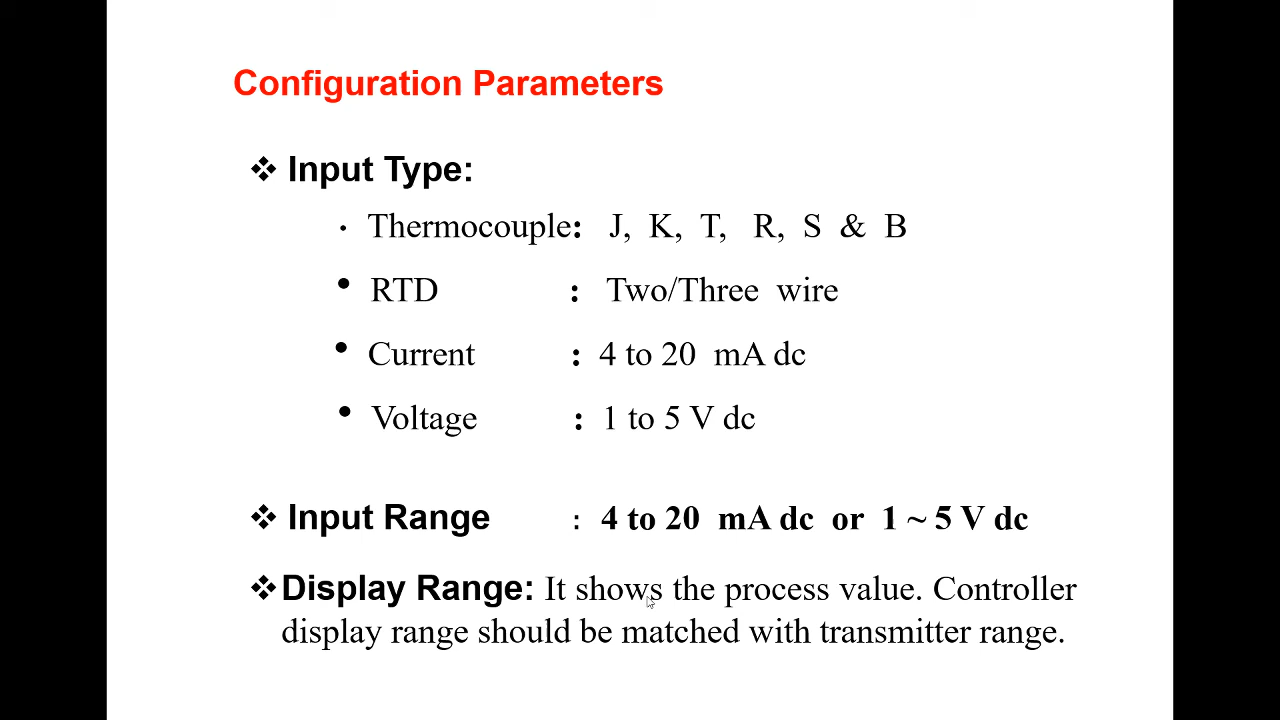 Configuration Parameters
❖ Input Type:
• Thermocouple: J, K, T, R, S & B
• RTD : Two/Three wire
• Current : 4 to 20 mA dc
• Voltage : 1 to 5 V dc
❖ Input Range : 4 to 20 mA dc or 1 ~ 5 V dc
❖ Display Range: It shows the process value. Controller
display range should be matched with transmitter range.